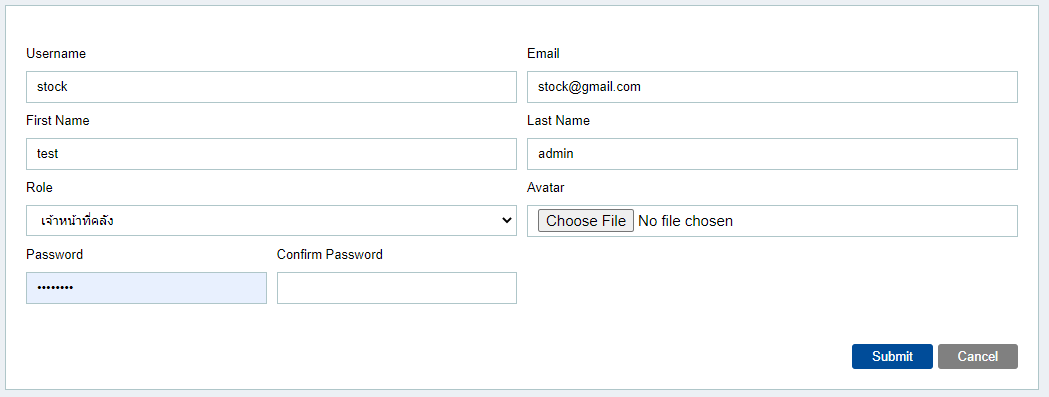 Username Email
stock stock@gmail.com
First Name Last Name
test admin
Role Avatar
เจ้าหน้าที่คลัง Choose File No file chosen
Password Confirm Password
••••••••
Submit Cancel